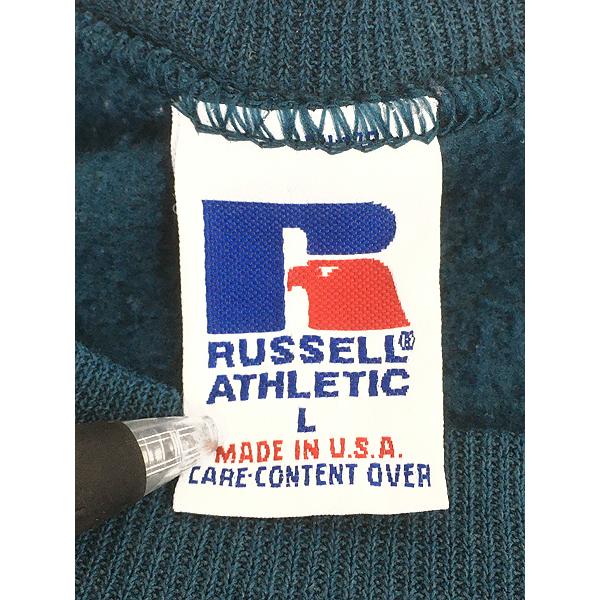 RUSSELL®
ATHLETIC
L
MADE IN U.S.A.
CARE-CONTENT OVER